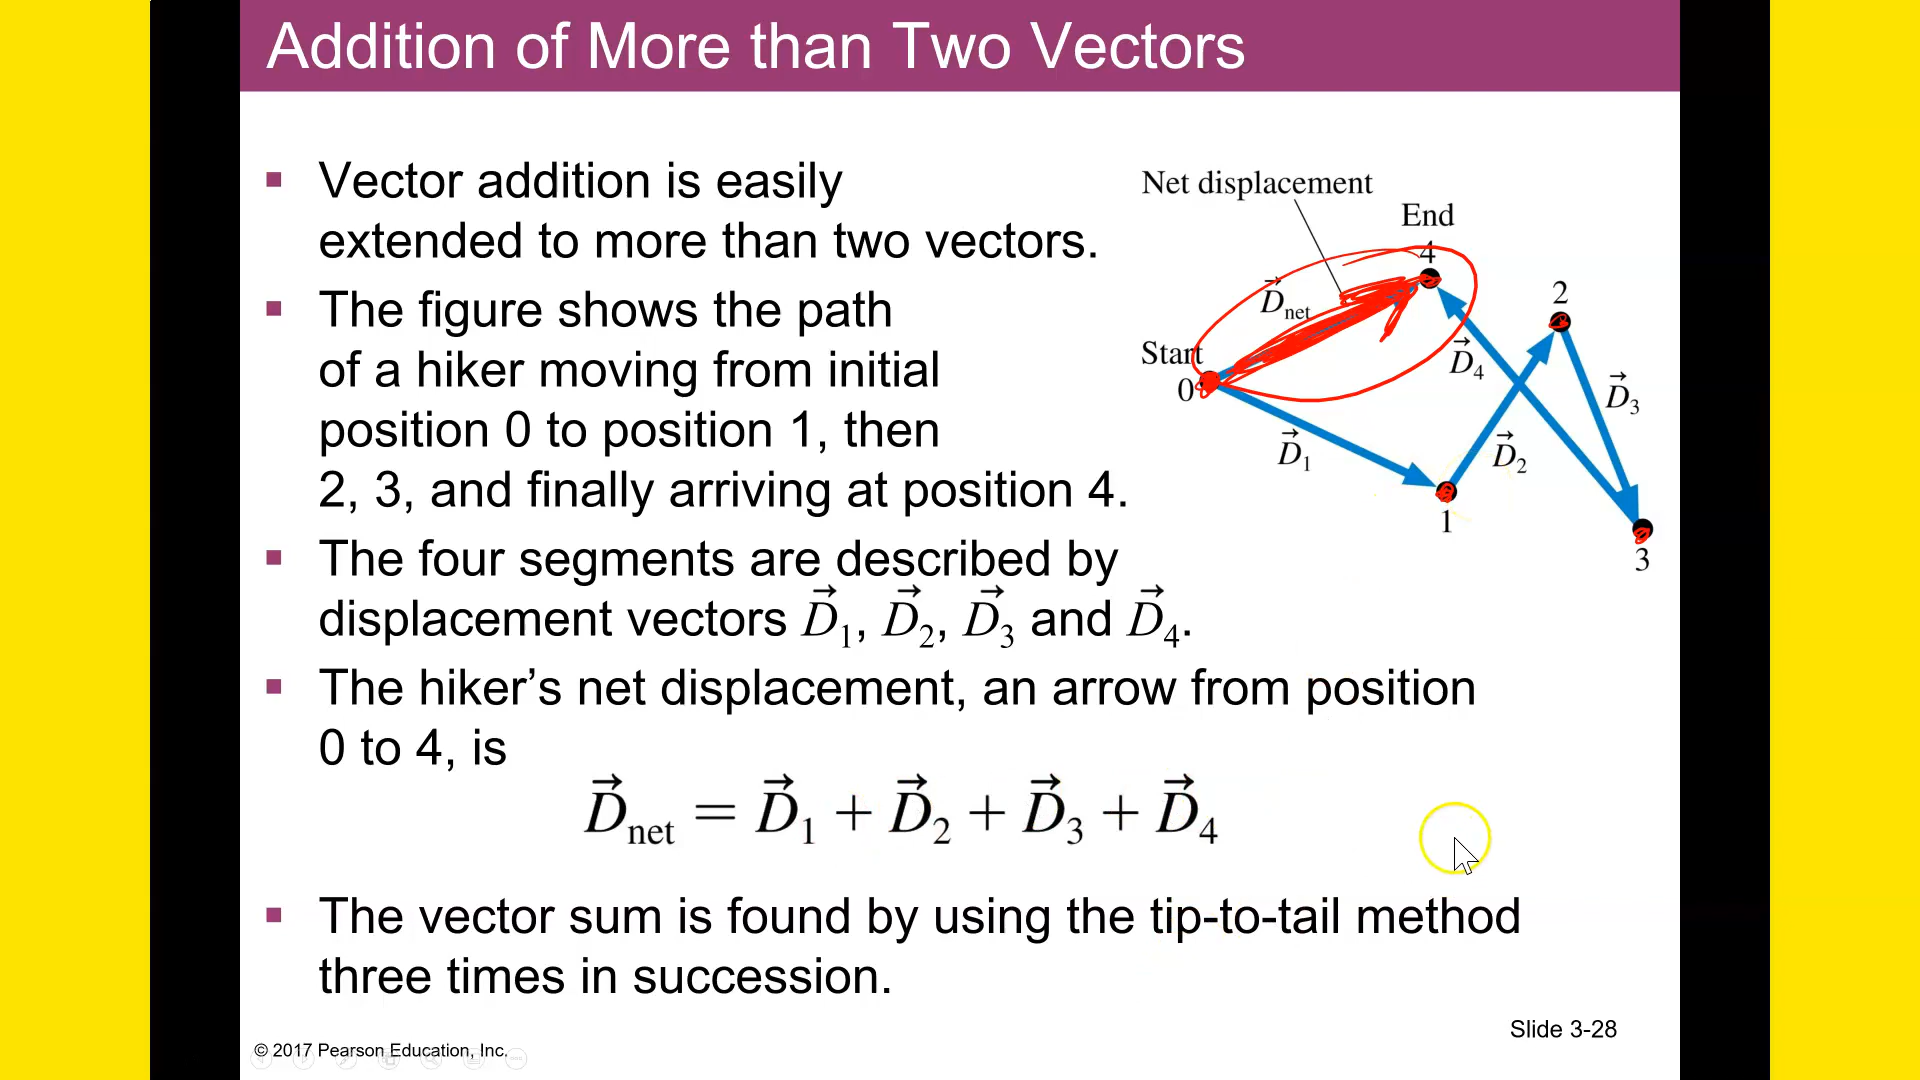 Addition of More than Two Vectors
Vector addition is easily
extended to more than two vectors.
The figure shows the path
of a hiker moving from initial
position 0 to position 1, then
2, 3, and finally arriving at position 4.
The four segments are described by
displacement vectors D⃗₁, D⃗₂, D⃗₃ and D⃗₄.
The hiker’s net displacement, an arrow from position
0 to 4, is
D⃗net = D⃗₁ + D⃗₂ + D⃗₃ + D⃗₄
The vector sum is found by using the tip-to-tail method
three times in succession.
Net displacement
End
4
2
D⃗net
Start
0
D⃗₄
D⃗₃
D⃗₁
D⃗₂
1
3
Slide 3-28
© 2017 Pearson Education, Inc.